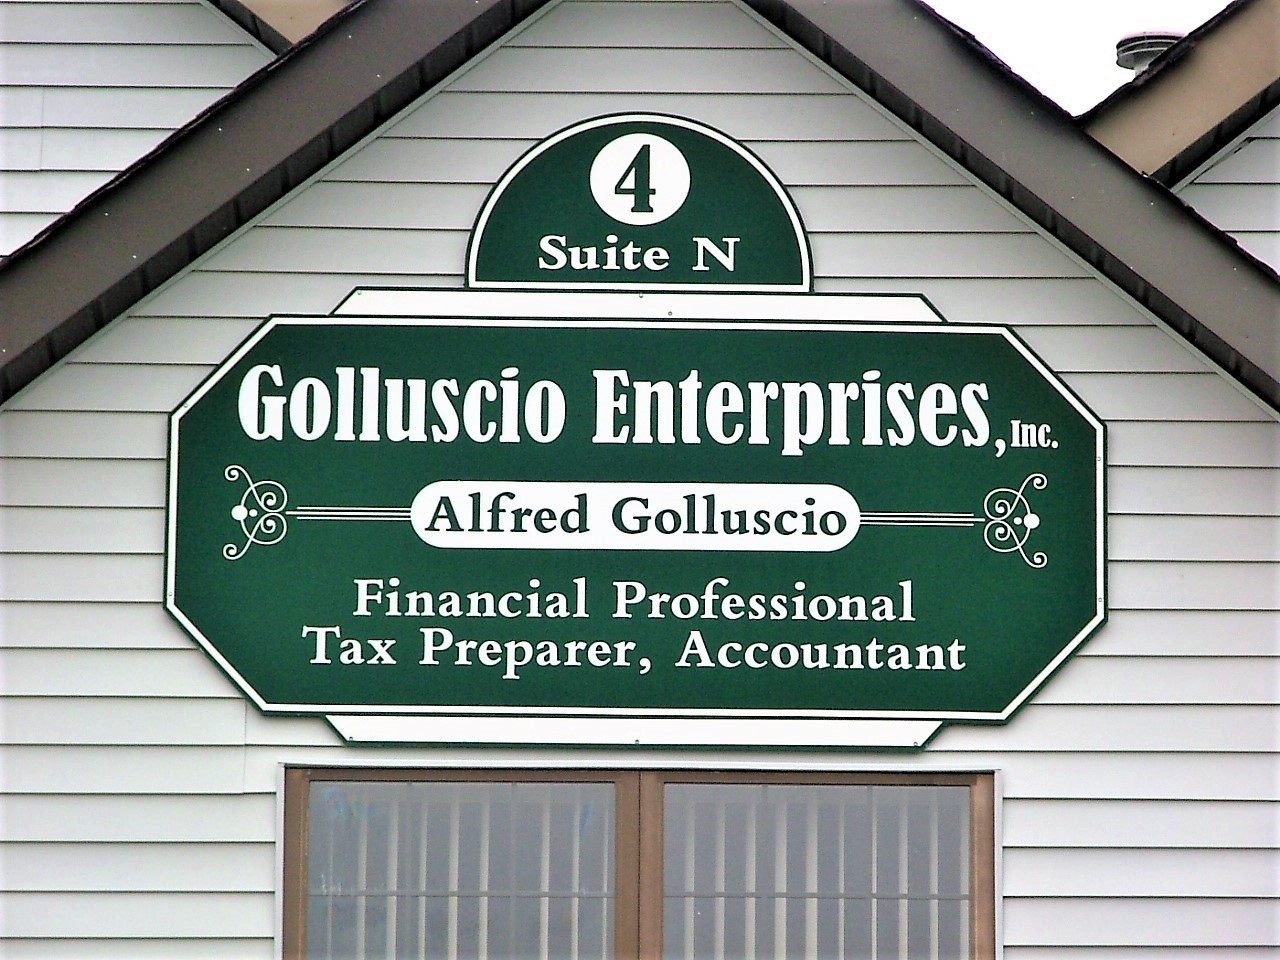 4
Suite N
Golluscio Enterprises, Inc.
Alfred Golluscio
Financial Professional
Tax Preparer, Accountant